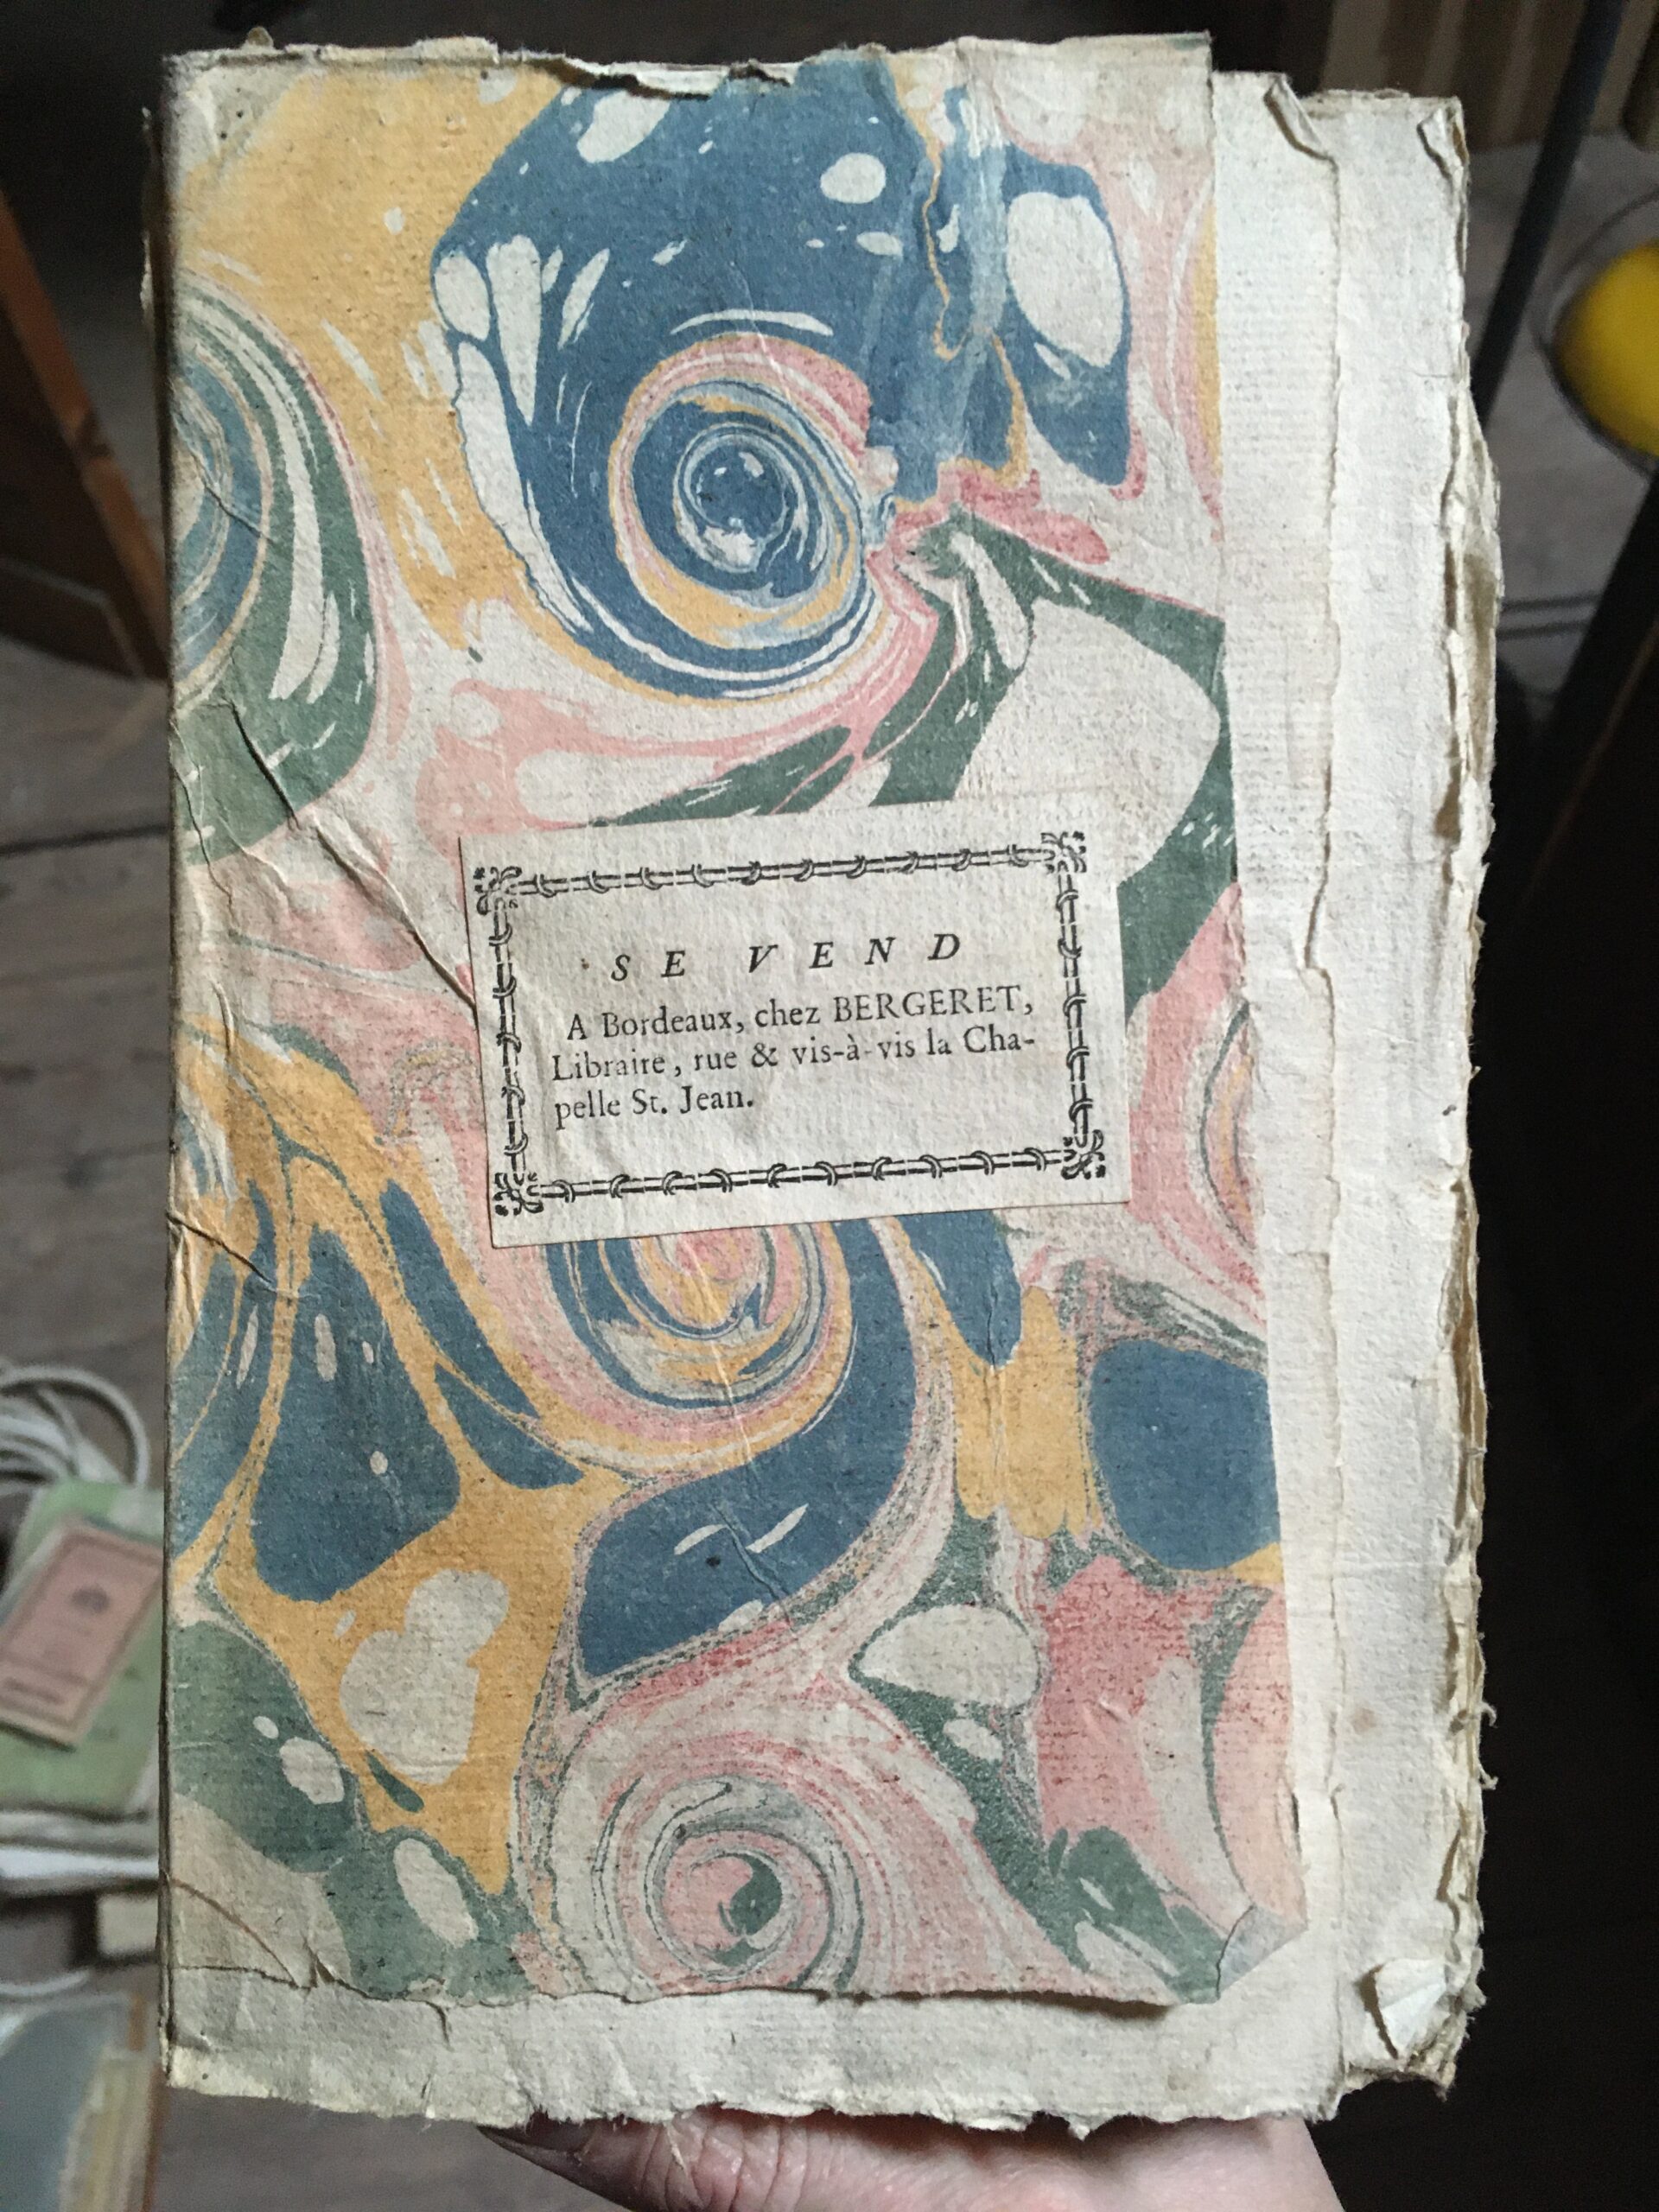 SE VEND
A Bordeaux, chez BERGERET,
Libraire, rue & vis-à-vis la Cha-
pelle St. Jean.